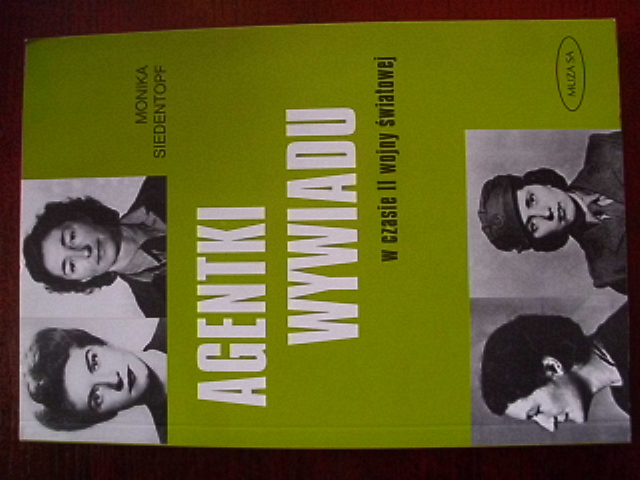 MONIKA
SIEDENTOPF
AGENTKI
WYWIADU
w czasie II wojny światowej
MUZA SA